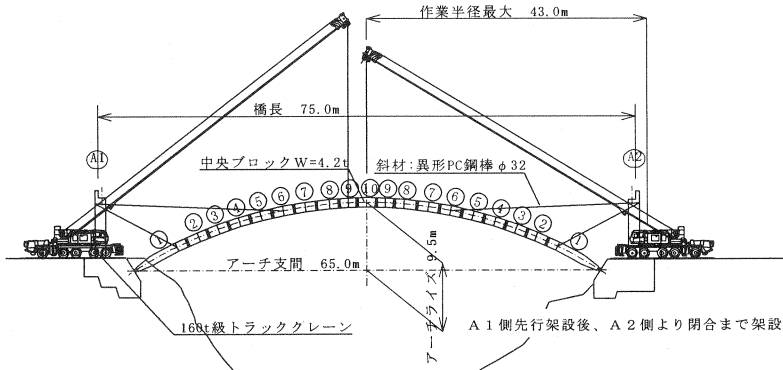 作業半径最大 43.0m
橋長 75.0m
A1
A2
中央ブロックW=4.2t
斜材:異形PC鋼棒φ32
① ② ③ ④ ⑤ ⑥ ⑦ ⑧ ⑨ ⑩ ⑨ ⑧ ⑦ ⑥ ⑤ ④ ③ ② ①
アーチ支間 65.0m
アーチライズ 9.5m
160t級トラッククレーン
A1側先行架設後、A2側より閉合まで架設